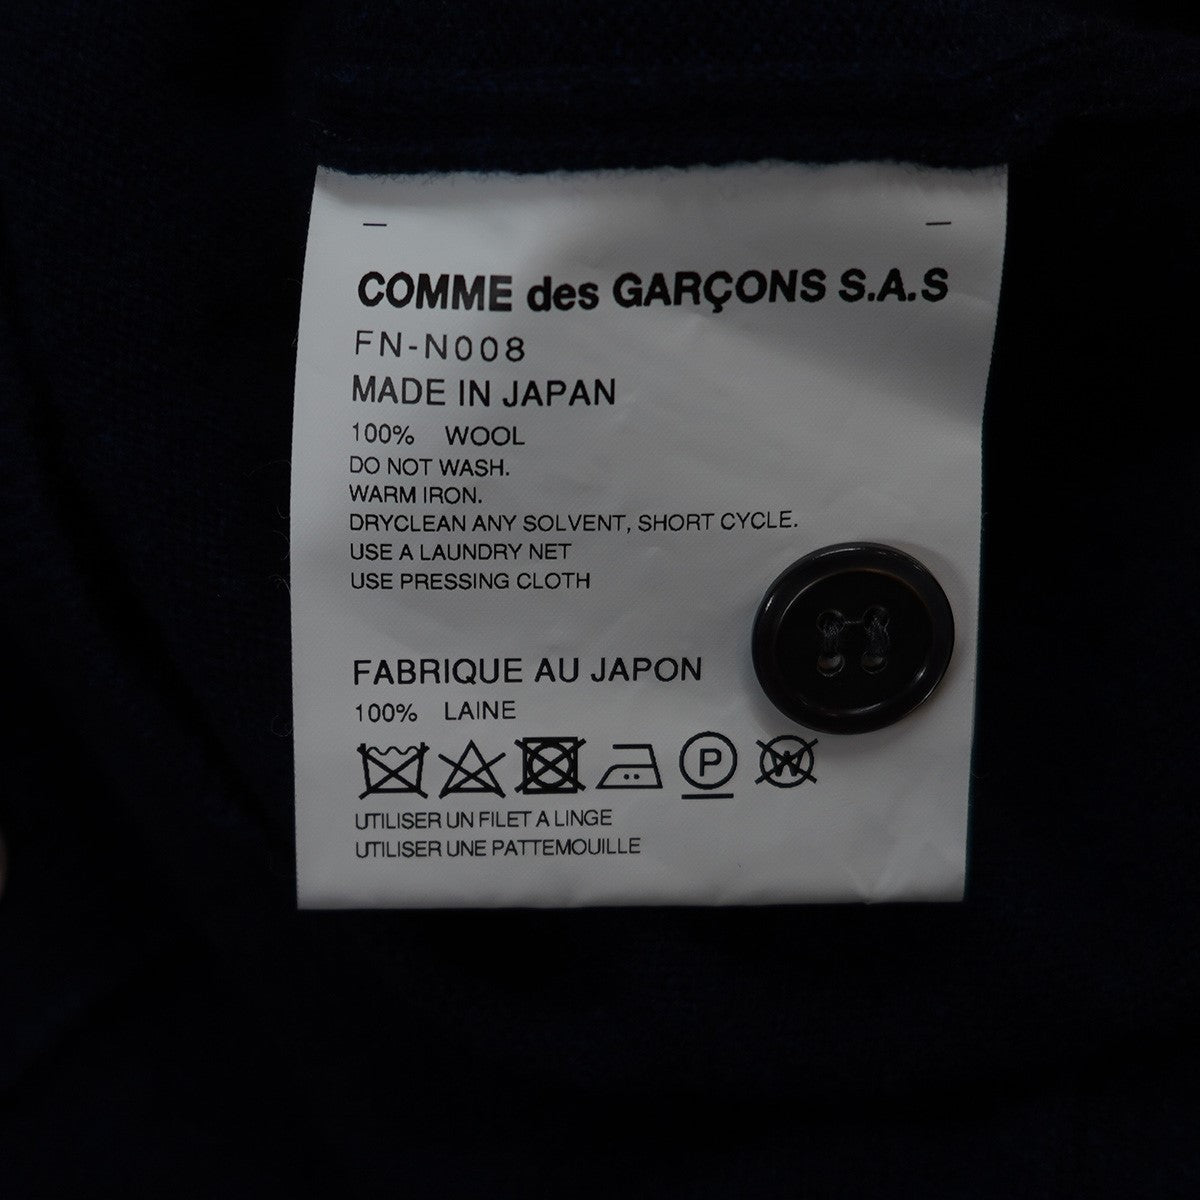 COMME des GARÇONS S.A.S
FN-N008
MADE IN JAPAN
100% WOOL
DO NOT WASH.
WARM IRON.
DRYCLEAN ANY SOLVENT, SHORT CYCLE.
USE A LAUNDRY NET
USE PRESSING CLOTH
FABRIQUE AU JAPON
100% LAINE
P W
UTILISER UN FILET A LINGE
UTILISER UNE PATTEMOUILLE